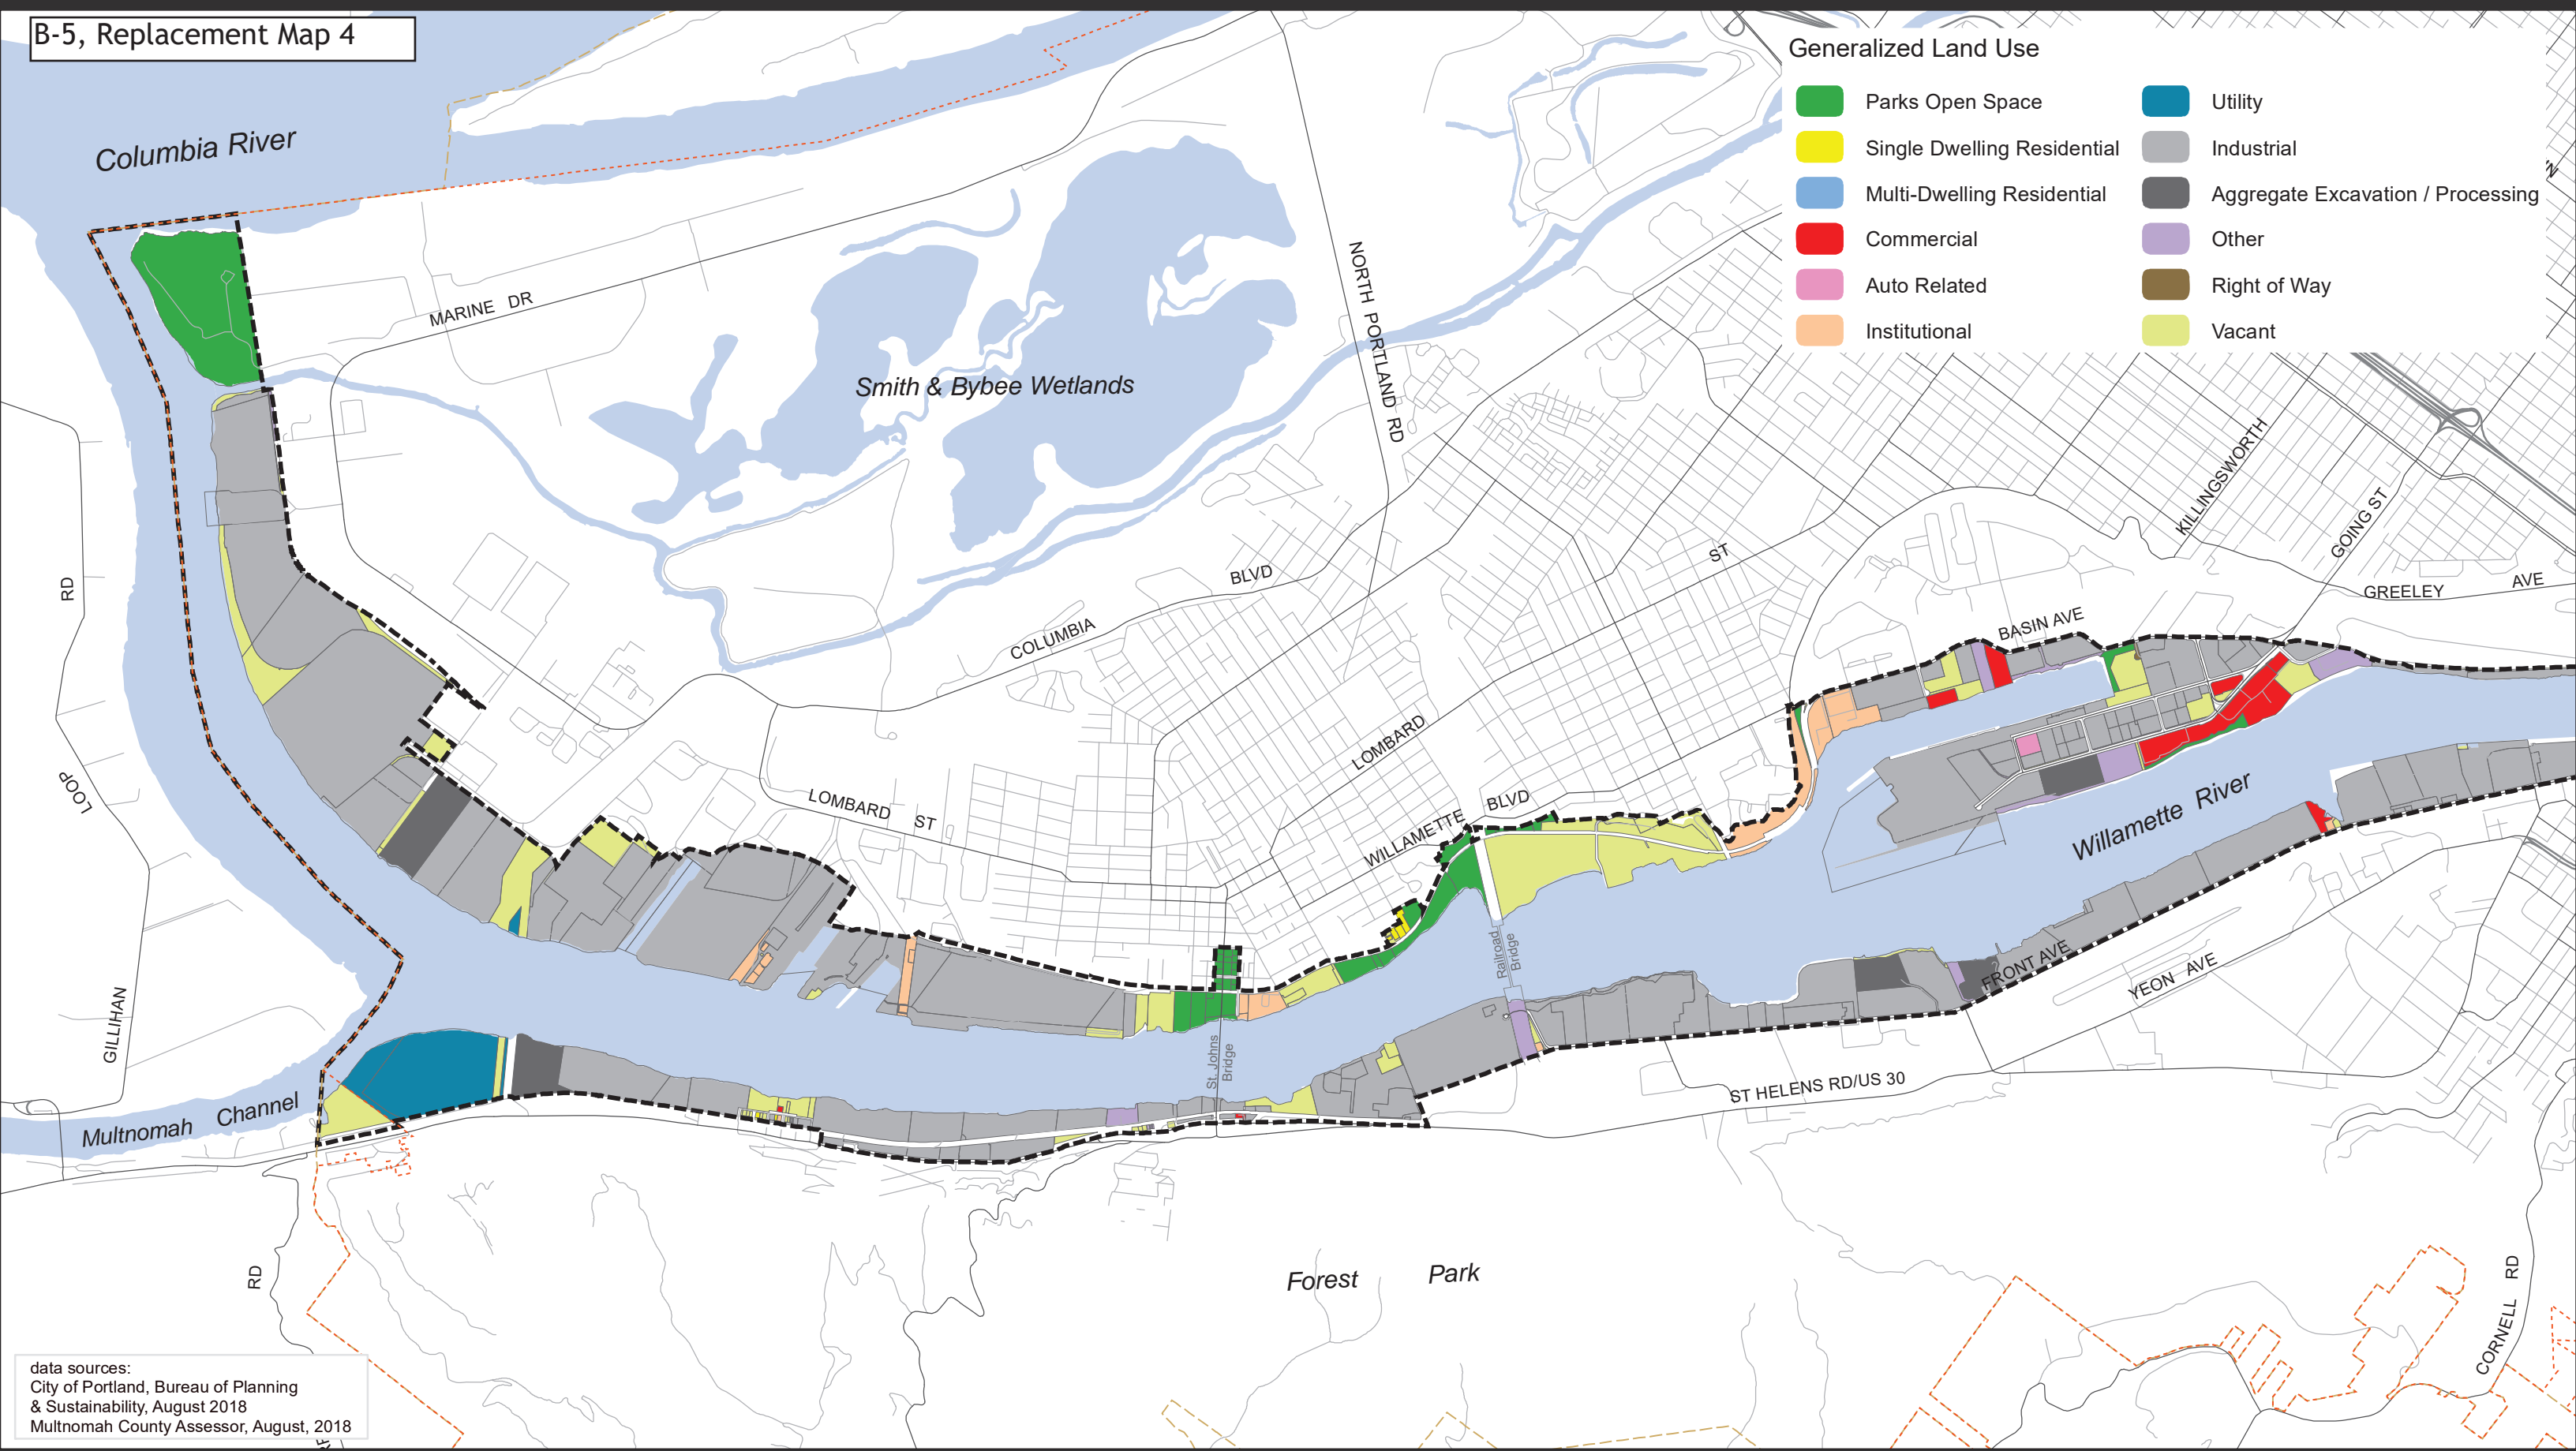 B-5, Replacement Map 4
Generalized Land Use
Parks Open Space
Single Dwelling Residential
Multi-Dwelling Residential
Commercial
Auto Related
Institutional
Utility
Industrial
Aggregate Excavation / Processing
Other
Right of Way
Vacant
Columbia River
MARINE DR
Smith & Bybee Wetlands
NORTH PORTLAND RD
KILLINGSWORTH
GOING ST
GREELEY AVE
BASIN AVE
RD
LOOP
GILLIHAN
COLUMBIA BLVD
LOMBARD ST
LOMBARD
ST
WILLAMETTE BLVD
Willamette River
Railroad
Bridge
St. Johns
Bridge
FRONT AVE
YEON AVE
ST HELENS RD/US 30
Multnomah Channel
RD
Forest Park
CORNELL RD
data sources:
City of Portland, Bureau of Planning
& Sustainability, August 2018
Multnomah County Assessor, August, 2018